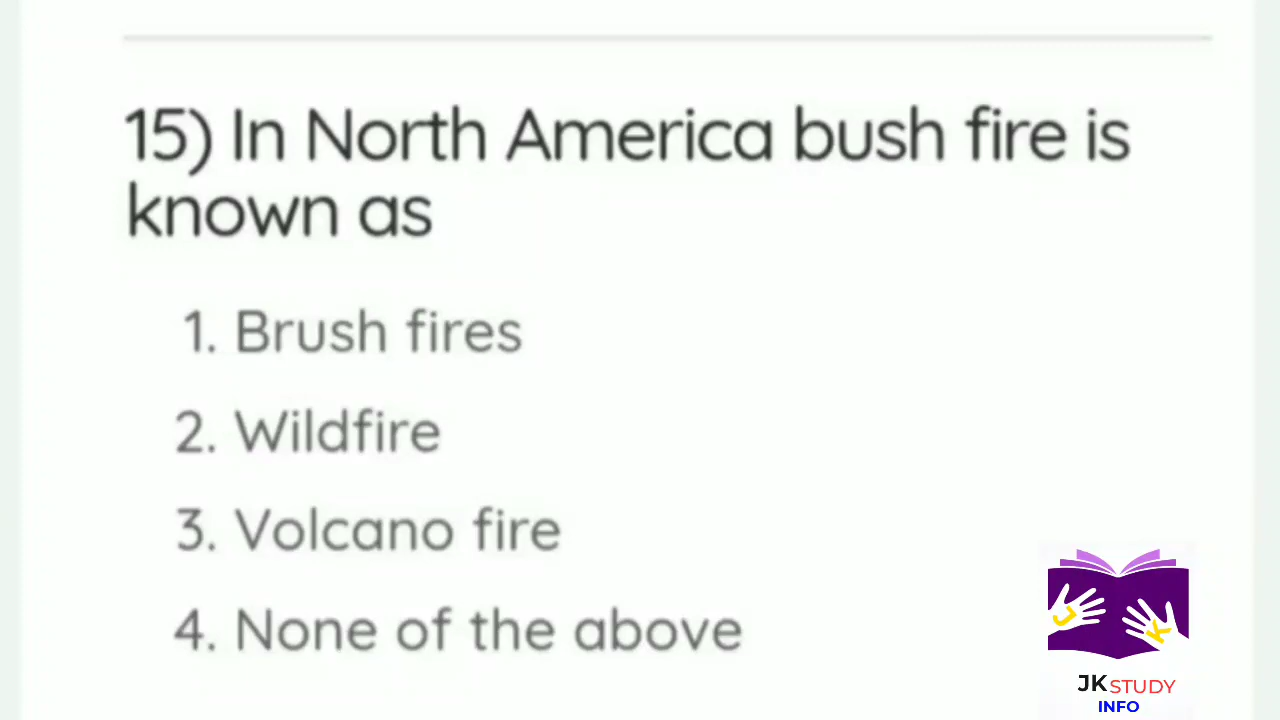 15) In North America bush fire is
known as
1. Brush fires
2. Wildfire
3. Volcano fire
4. None of the above
J K
JK STUDY
INFO